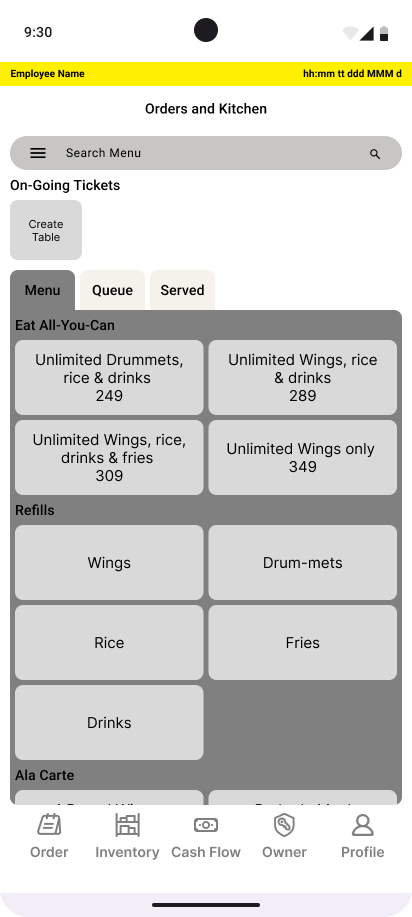 9:30
Employee Name hh:mm tt ddd MMM d
Orders and Kitchen
Search Menu
On-Going Tickets
Create
Table
Menu Queue Served
Eat All-You-Can
Unlimited Drummets,
rice & drinks
249
Unlimited Wings, rice
& drinks
289
Unlimited Wings, rice,
drinks & fries
309
Unlimited Wings only
349
Refills
Wings
Drum-mets
Rice
Fries
Drinks
Ala Carte
Order Inventory Cash Flow Owner Profile